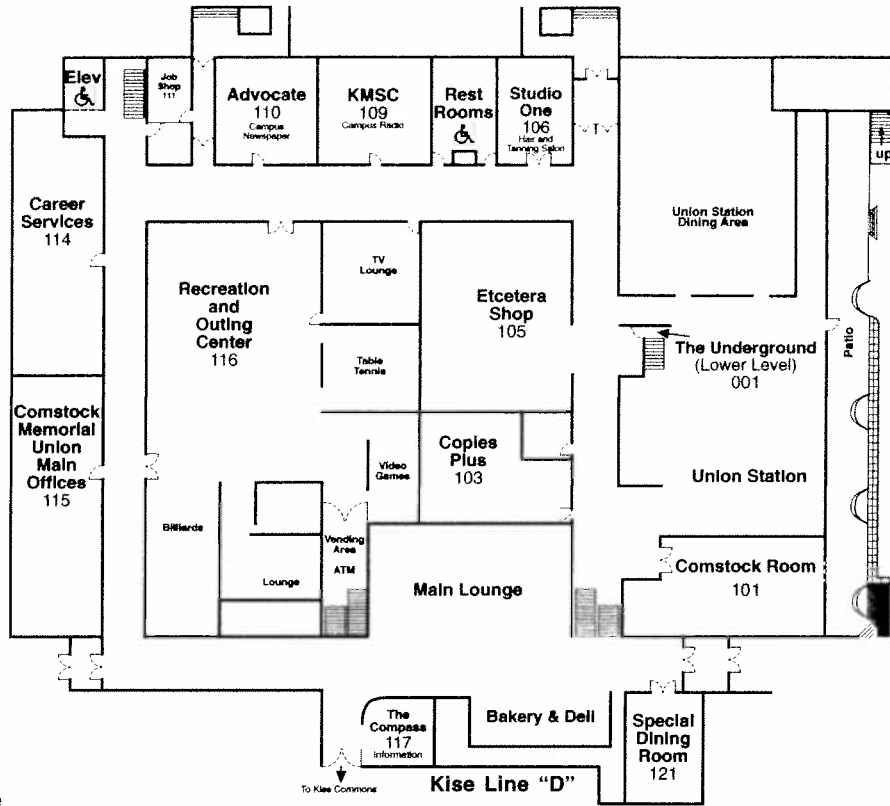 Elev
Job
Shop
111
Advocate
110
Campus
Newspaper
KMSC
109
Campus Radio
Rest
Rooms
Studio
One
106
Hair and
Tanning Salon
T
up
Career
Services
114
Union Station
Dining Area
TV
Lounge
Recreation
and
Outing
Center
116
Etcetera
Shop
105
Patio
The Underground
(Lower Level)
001
Table
Tennis
Comstock
Memorial
Union
Main
Offices
115
Copies
Plus
103
Video
Games
Union Station
Billiards
Vending
Area
ATM
Lounge
Main Lounge
Comstock Room
101
The
Compass
117
Information
Bakery & Deli
Special
Dining
Room
121
To Kise Commons
Kise Line "D"